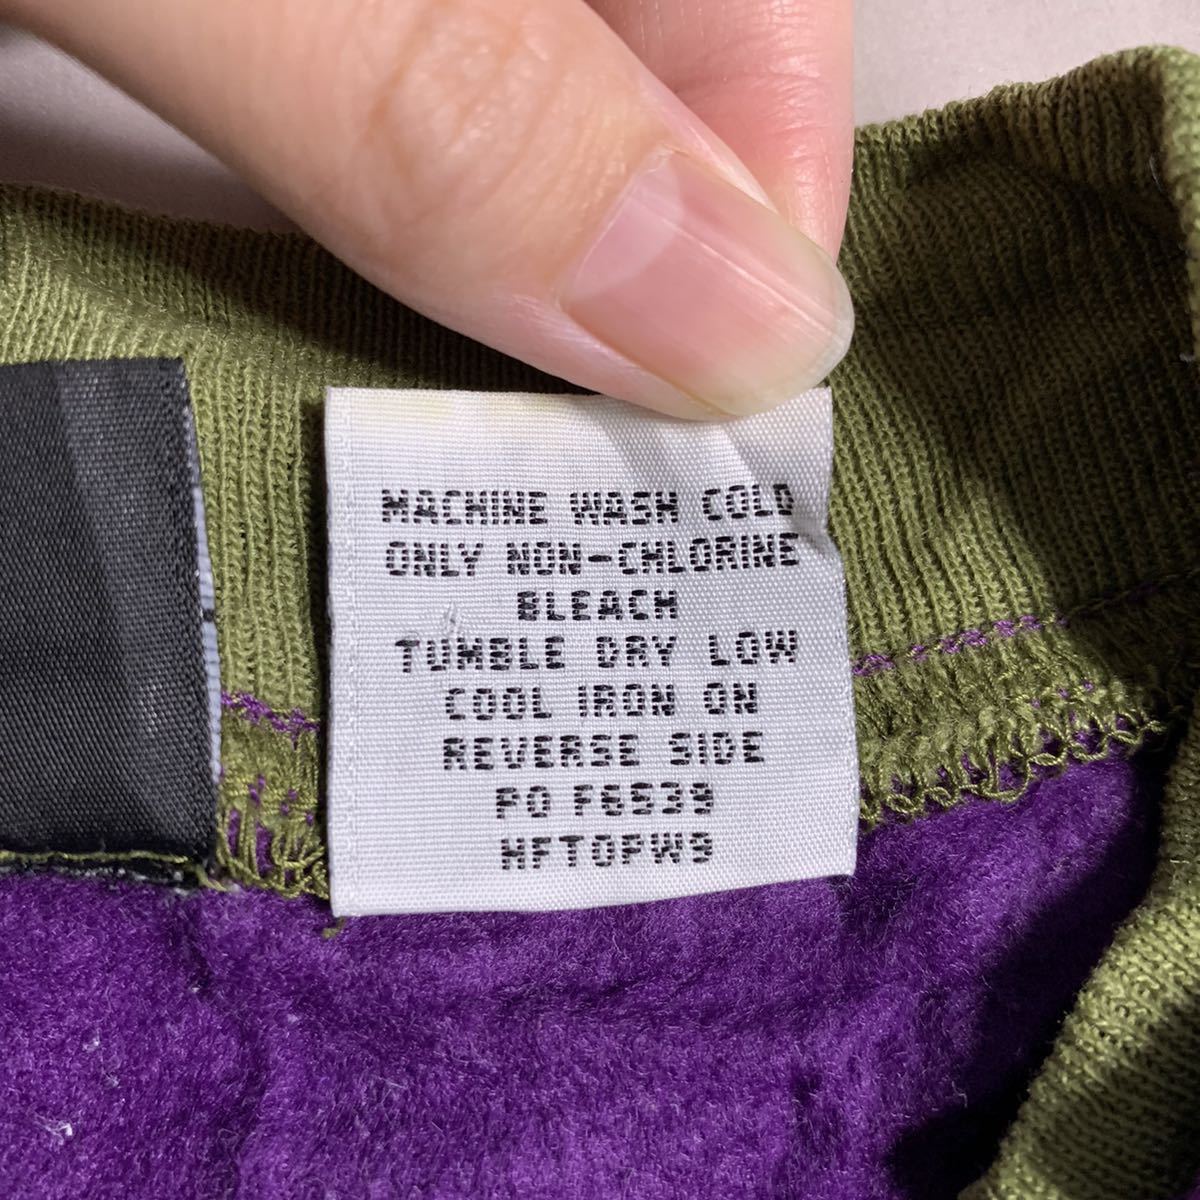 MACHINE WASH COLD
ONLY NON-CHLORINE
BLEACH
TUMBLE DRY LOW
COOL IRON ON
REVERSE SIDE
PO F6539
HFTOPW9